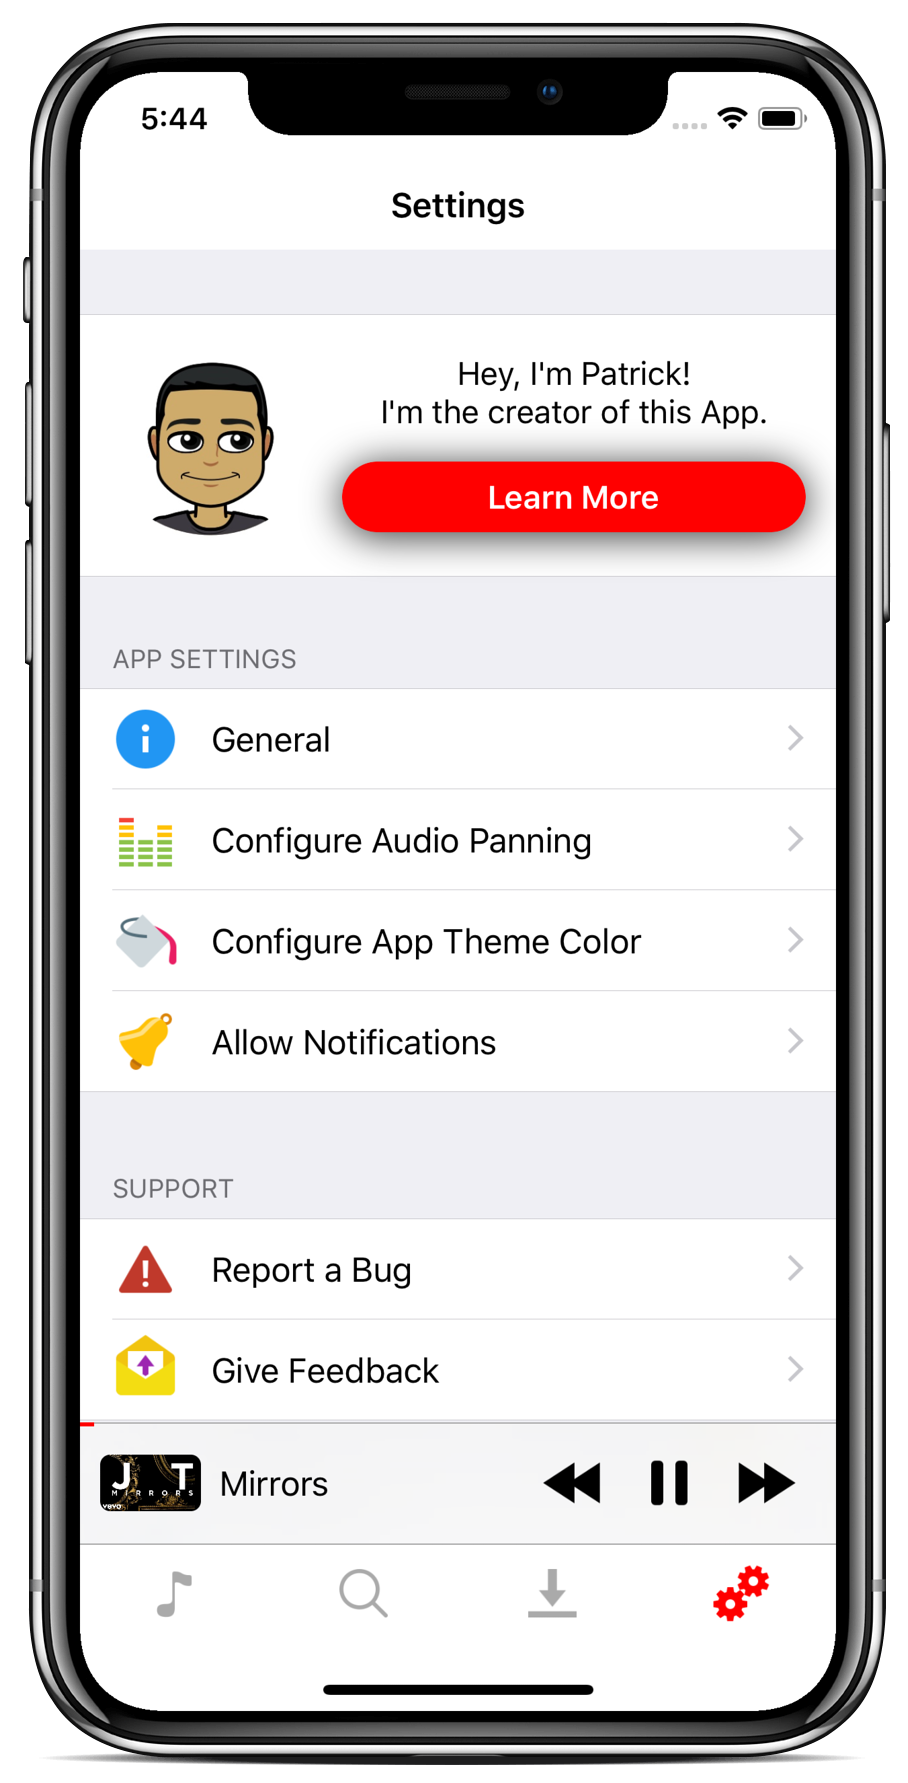 5:44
Settings
Hey, I'm Patrick!
I'm the creator of this App.
Learn More
APP SETTINGS
General
Configure Audio Panning
Configure App Theme Color
Allow Notifications
SUPPORT
Report a Bug
Give Feedback
J T
MIRRORS
vevo
Mirrors